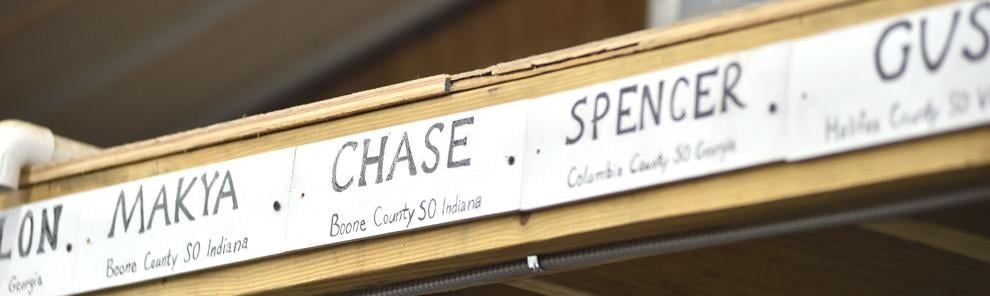 LON
Georgia
MAKYA
Boone County SO Indiana
CHASE
Boone County SO Indiana
SPENCER
Columbia County SO Georgia
GUS
Halifax County SO V